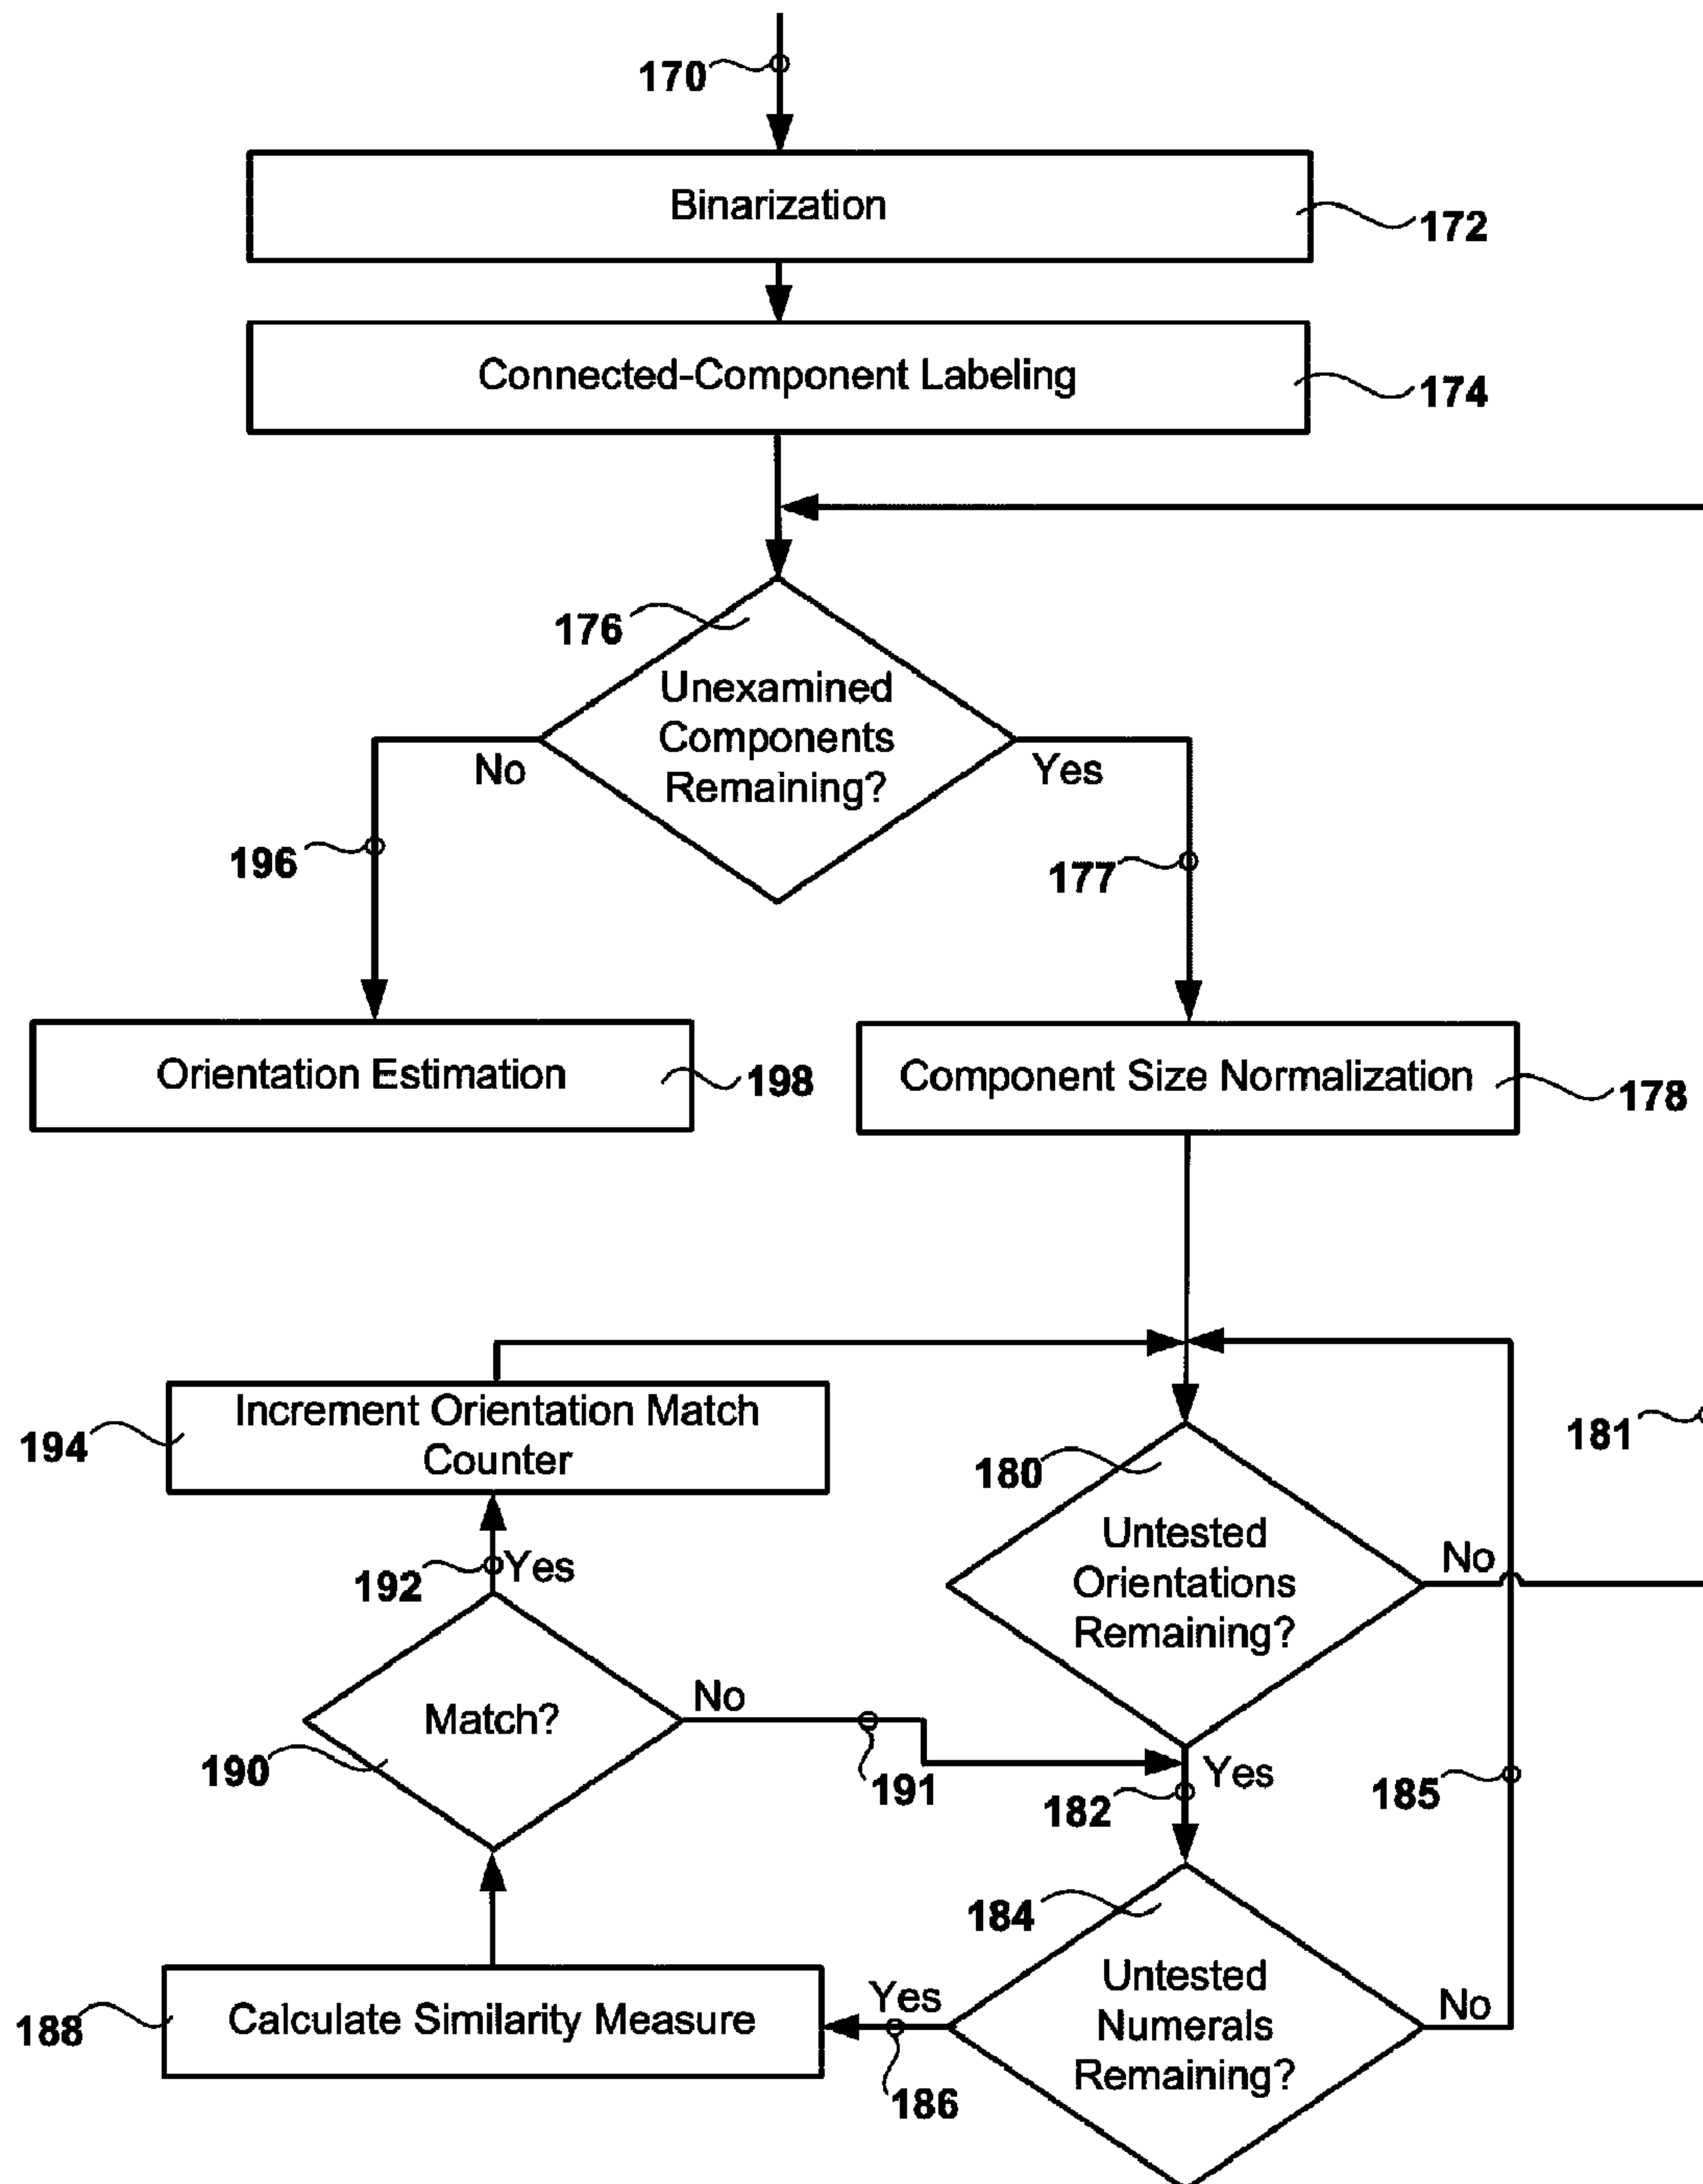 170
Binarization
172
Connected-Component Labeling
174
176
Unexamined
Components
Remaining?
No
Yes
196
177
Orientation Estimation
198
Component Size Normalization
178
Increment Orientation Match
Counter
194
181
180
Untested
Orientations
Remaining?
No
192
Yes
Match?
No
190
191
Yes
182
185
184
Untested
Numerals
Remaining?
No
Yes
186
Calculate Similarity Measure
188